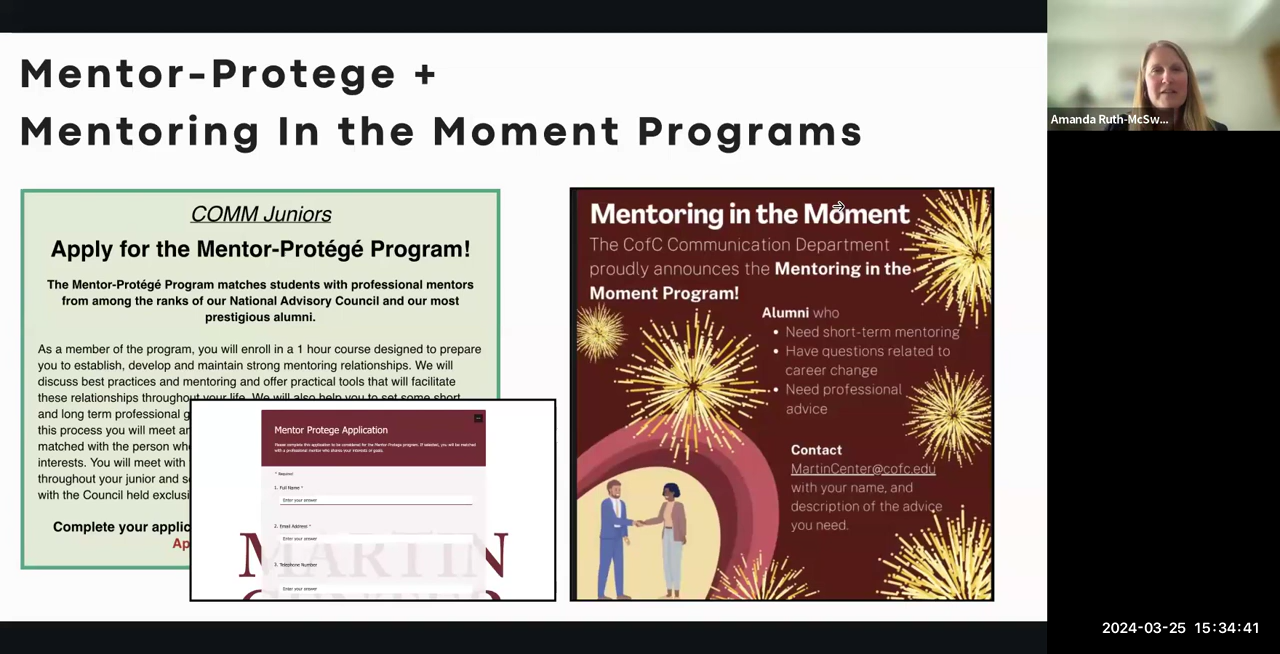 Mentor-Protege +
Mentoring In the Moment Programs
COMM Juniors
Apply for the Mentor-Protégé Program!
The Mentor-Protégé Program matches students with professional mentors
from among the ranks of our National Advisory Council and our most
prestigious alumni.
As a member of the program, you will enroll in a 1 hour course designed to prepare
you to establish, develop and maintain strong mentoring relationships. We will
discuss best practices and mentoring and offer practical tools that will facilitate
these relationships throughout your life. We will also help you to set some short
and long term professional g
this process you will meet an
matched with the person who
interests. You will meet with
throughout your junior and se
with the Council held exclusi
Complete your applic
Ap
Mentor Protege Application
Please complete this application to be considered for the Mentor Protege program. If selected, you will be matched
with a professional mentor who shares your interests or goals.
* Required
1. Full Name *
Enter your answer
2. Email Address *
Enter your answer
3. Telephone Number
Enter your answer
MARTIN
CENTER
Mentoring in the Moment
The CofC Communication Department
proudly announces the Mentoring in the
Moment Program!
Alumni who
• Need short-term mentoring
• Have questions related to
career change
• Need professional
advice
Contact
MartinCenter@cofc.edu
with your name, and
description of the advice
you need.
Amanda Ruth-McSw...
2024-03-25 15:34:41